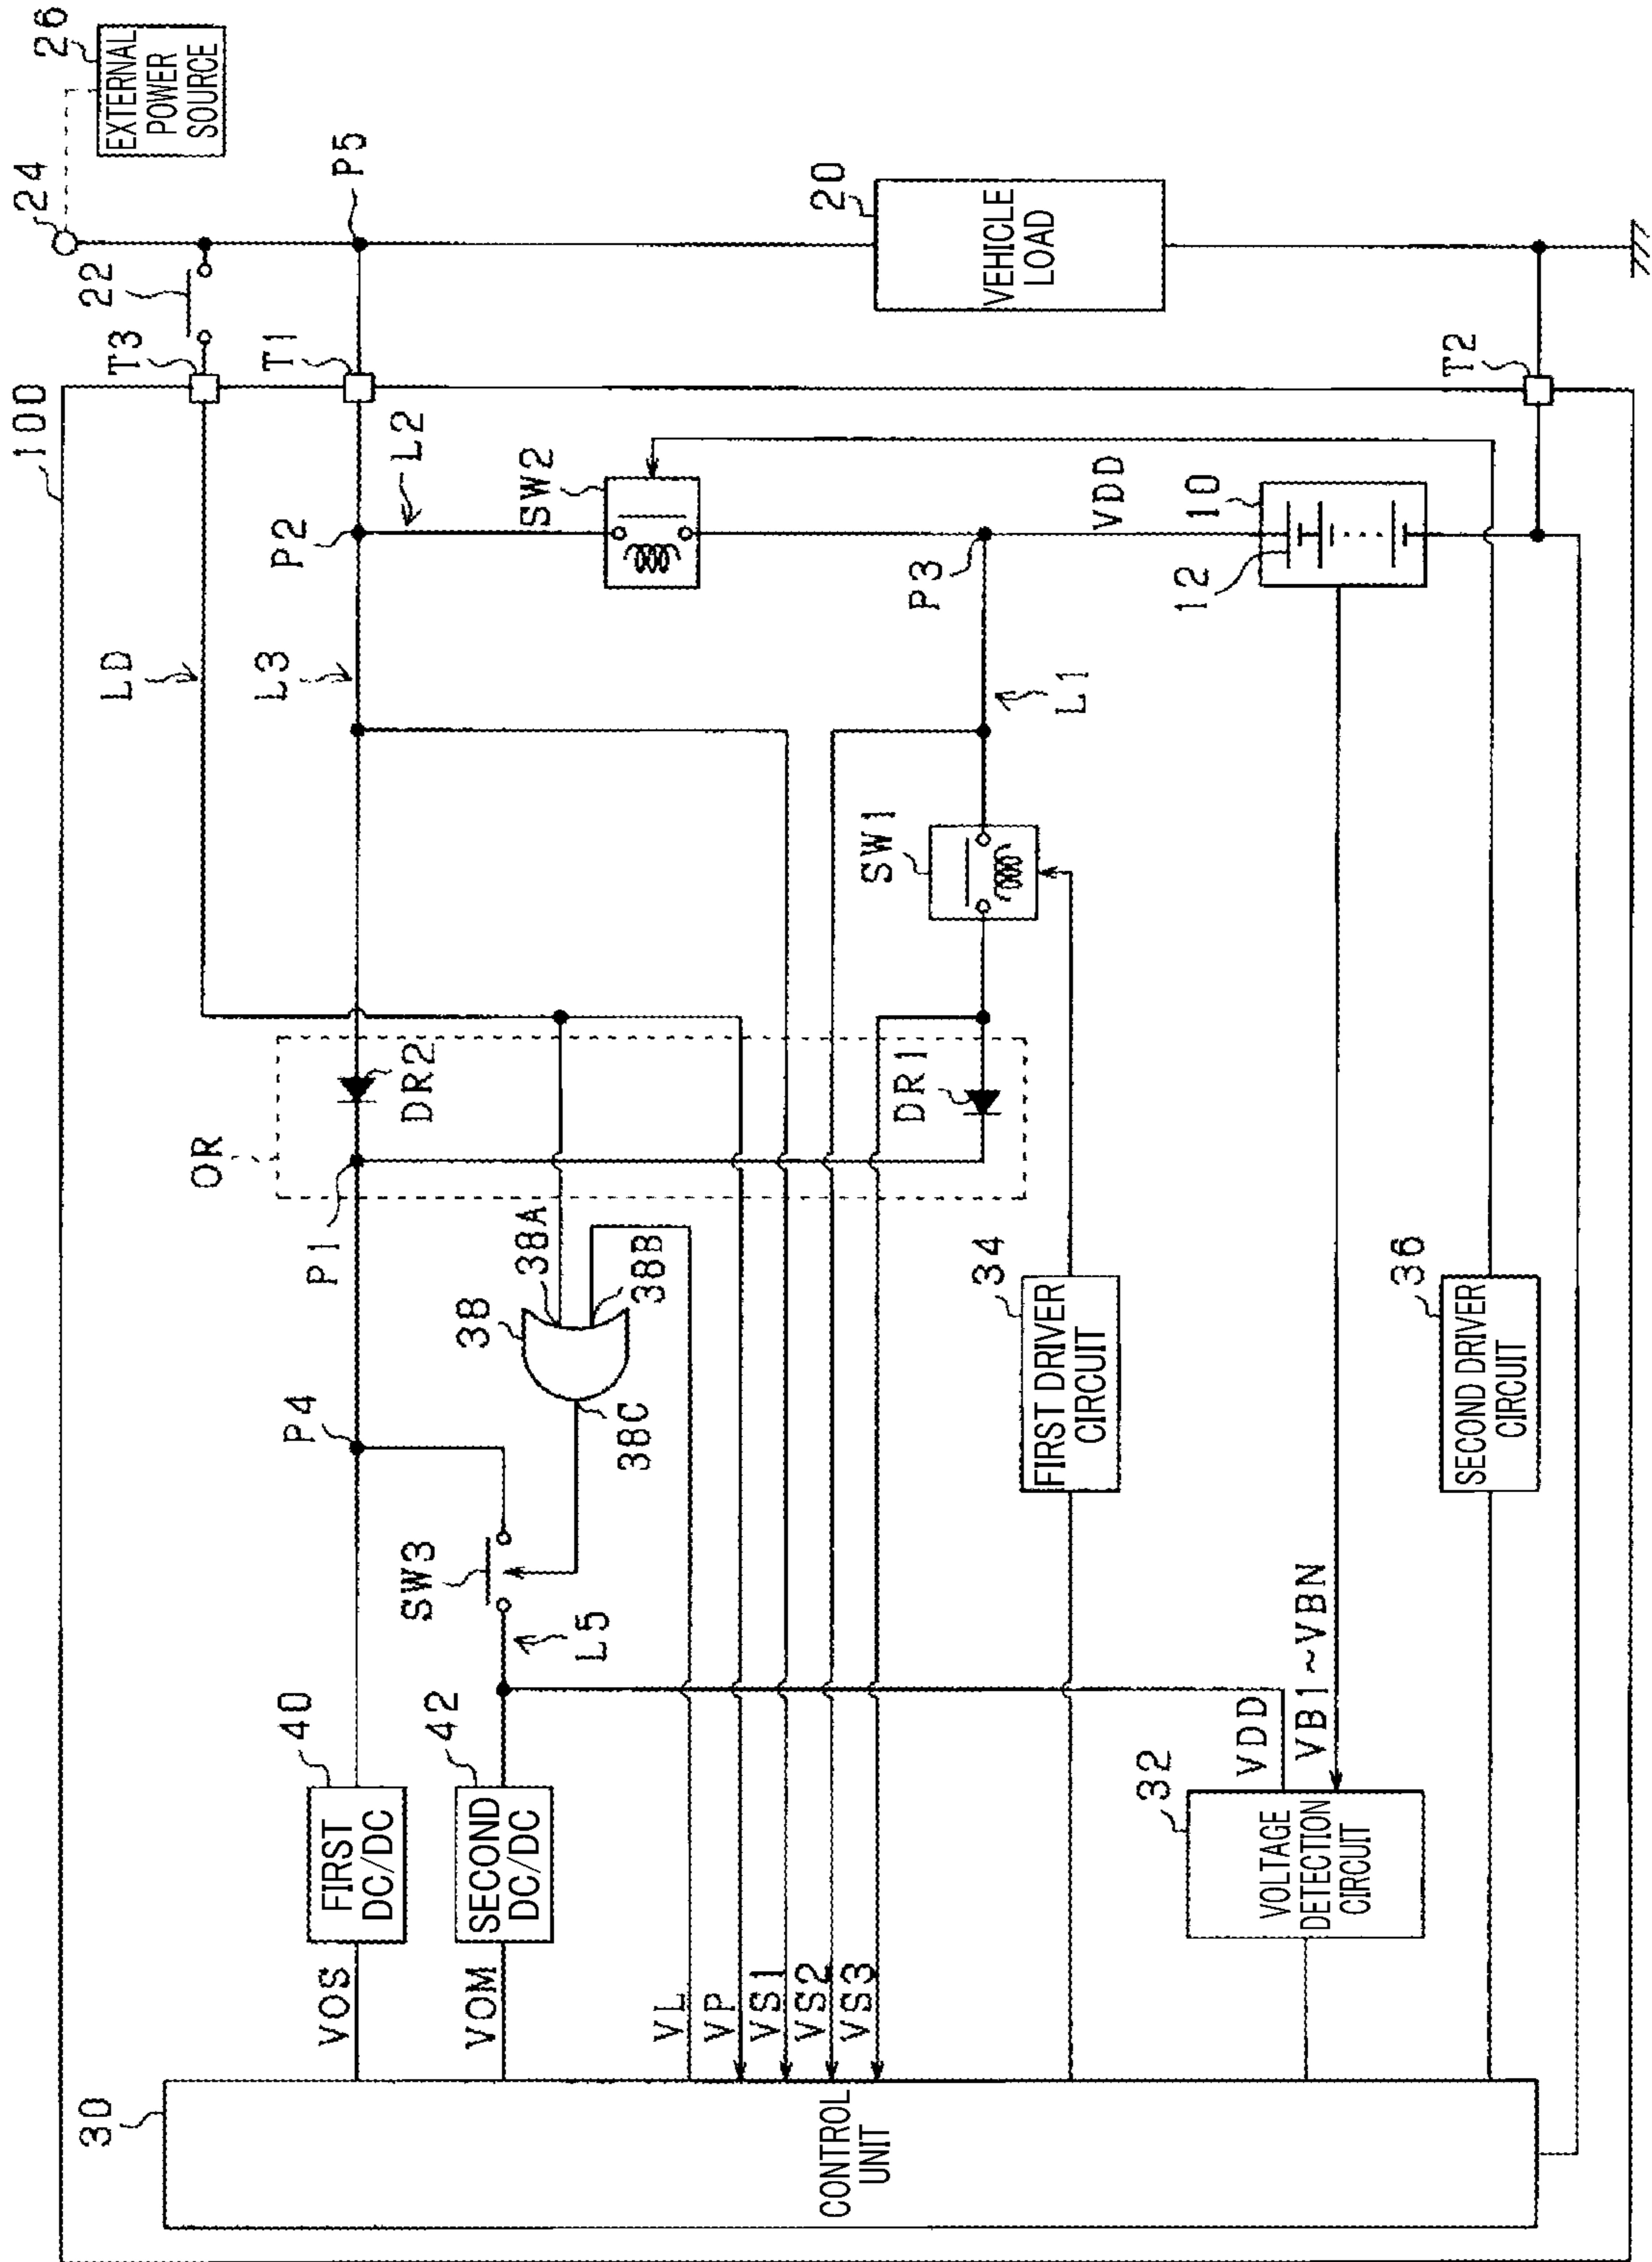 100
26
EXTERNAL
POWER
SOURCE
24
22
T3
T1
P5
LD
L3
P2
L2
SW2
20
VEHICLE
LOAD
T2
P3
VDD
10
12
L1
SW1
OR
DR2
DR1
P1
38
38A
38B
38C
P4
SW3
L5
34
FIRST DRIVER
CIRCUIT
36
SECOND DRIVER
CIRCUIT
40
FIRST
DC/DC
42
SECOND
DC/DC
VDD
VB1~VBN
32
VOLTAGE
DETECTION
CIRCUIT
VOS
VOM
VL
VP
VS1
VS2
VS3
30
CONTROL
UNIT